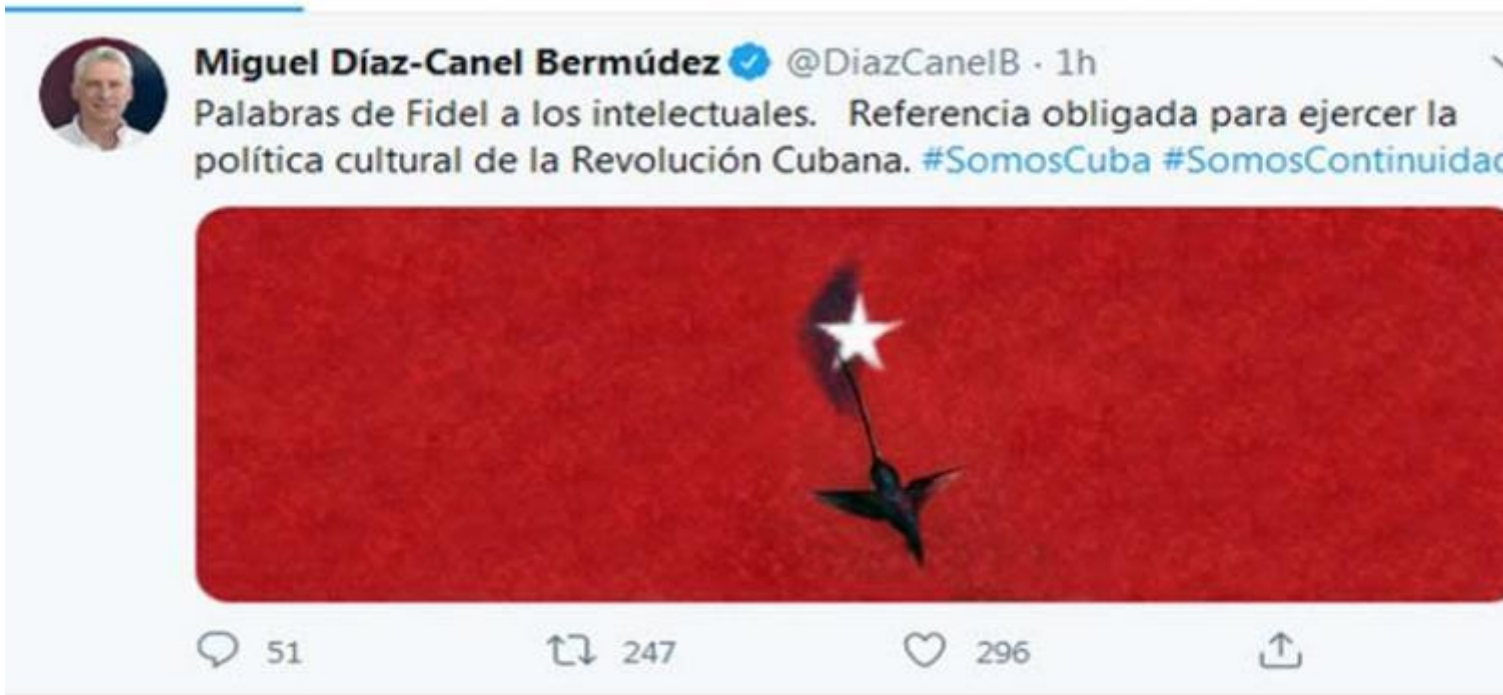 Miguel Díaz-Canel Bermúdez @DiazCanelB · 1h
Palabras de Fidel a los intelectuales. Referencia obligada para ejercer la
política cultural de la Revolución Cubana. #SomosCuba #SomosContinuidad
51 247 296